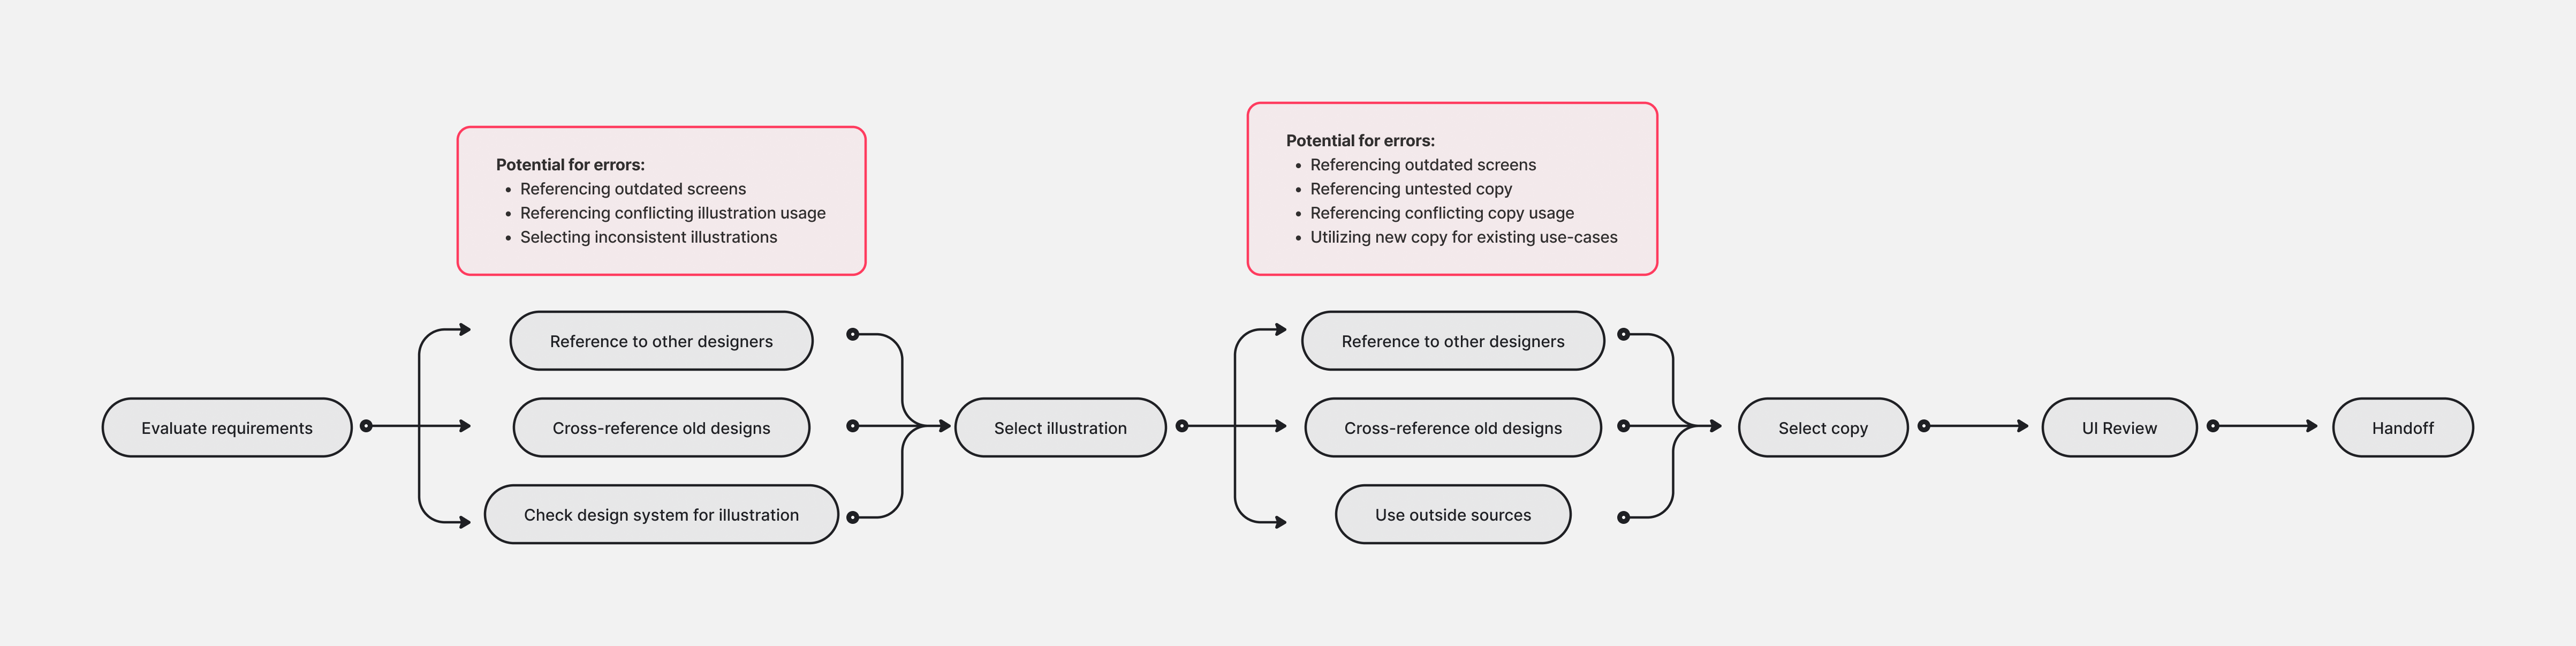 Potential for errors:
• Referencing outdated screens
• Referencing conflicting illustration usage
• Selecting inconsistent illustrations
Potential for errors:
• Referencing outdated screens
• Referencing untested copy
• Referencing conflicting copy usage
• Utilizing new copy for existing use-cases
Evaluate requirements
Reference to other designers
Cross-reference old designs
Check design system for illustration
Select illustration
Reference to other designers
Cross-reference old designs
Use outside sources
Select copy
UI Review
Handoff